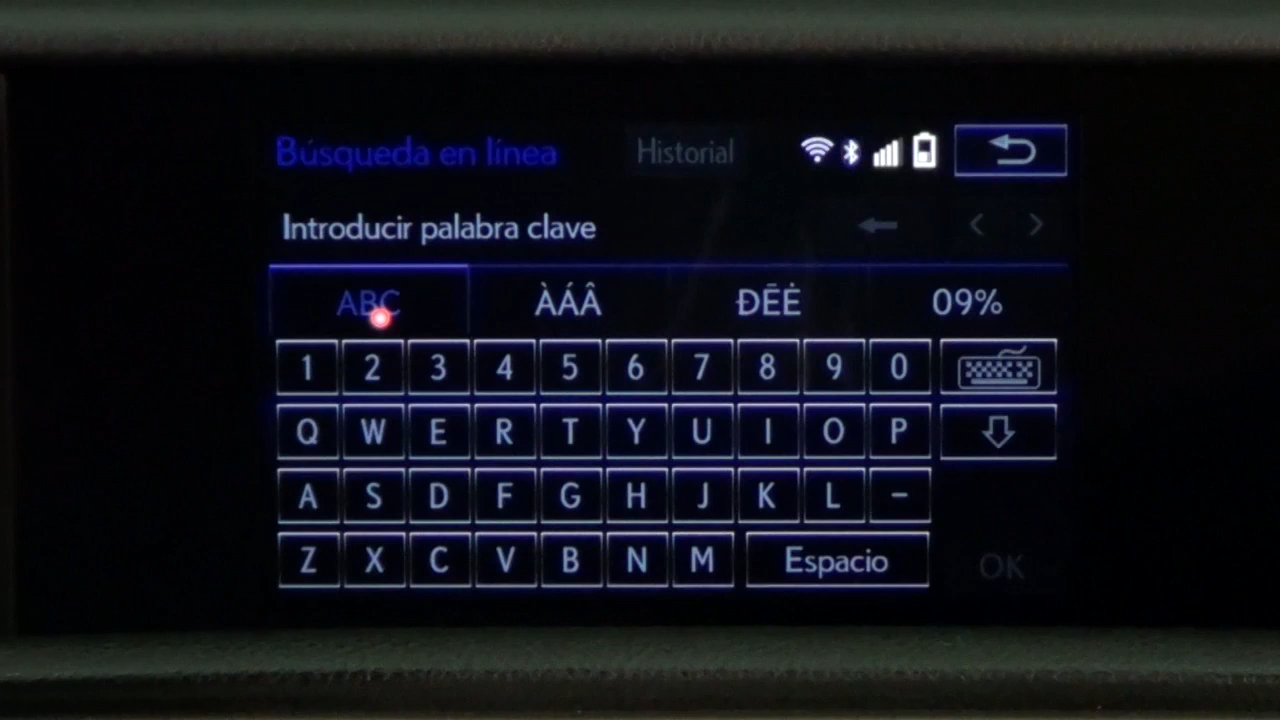 Búsqueda en línea Historial
Introducir palabra clave
ABC ÀÁÂ ĐĒĖ 09%
1 2 3 4 5 6 7 8 9 0
Q W E R T Y U I O P
A S D F G H J K L -
Z X C V B N M Espacio OK